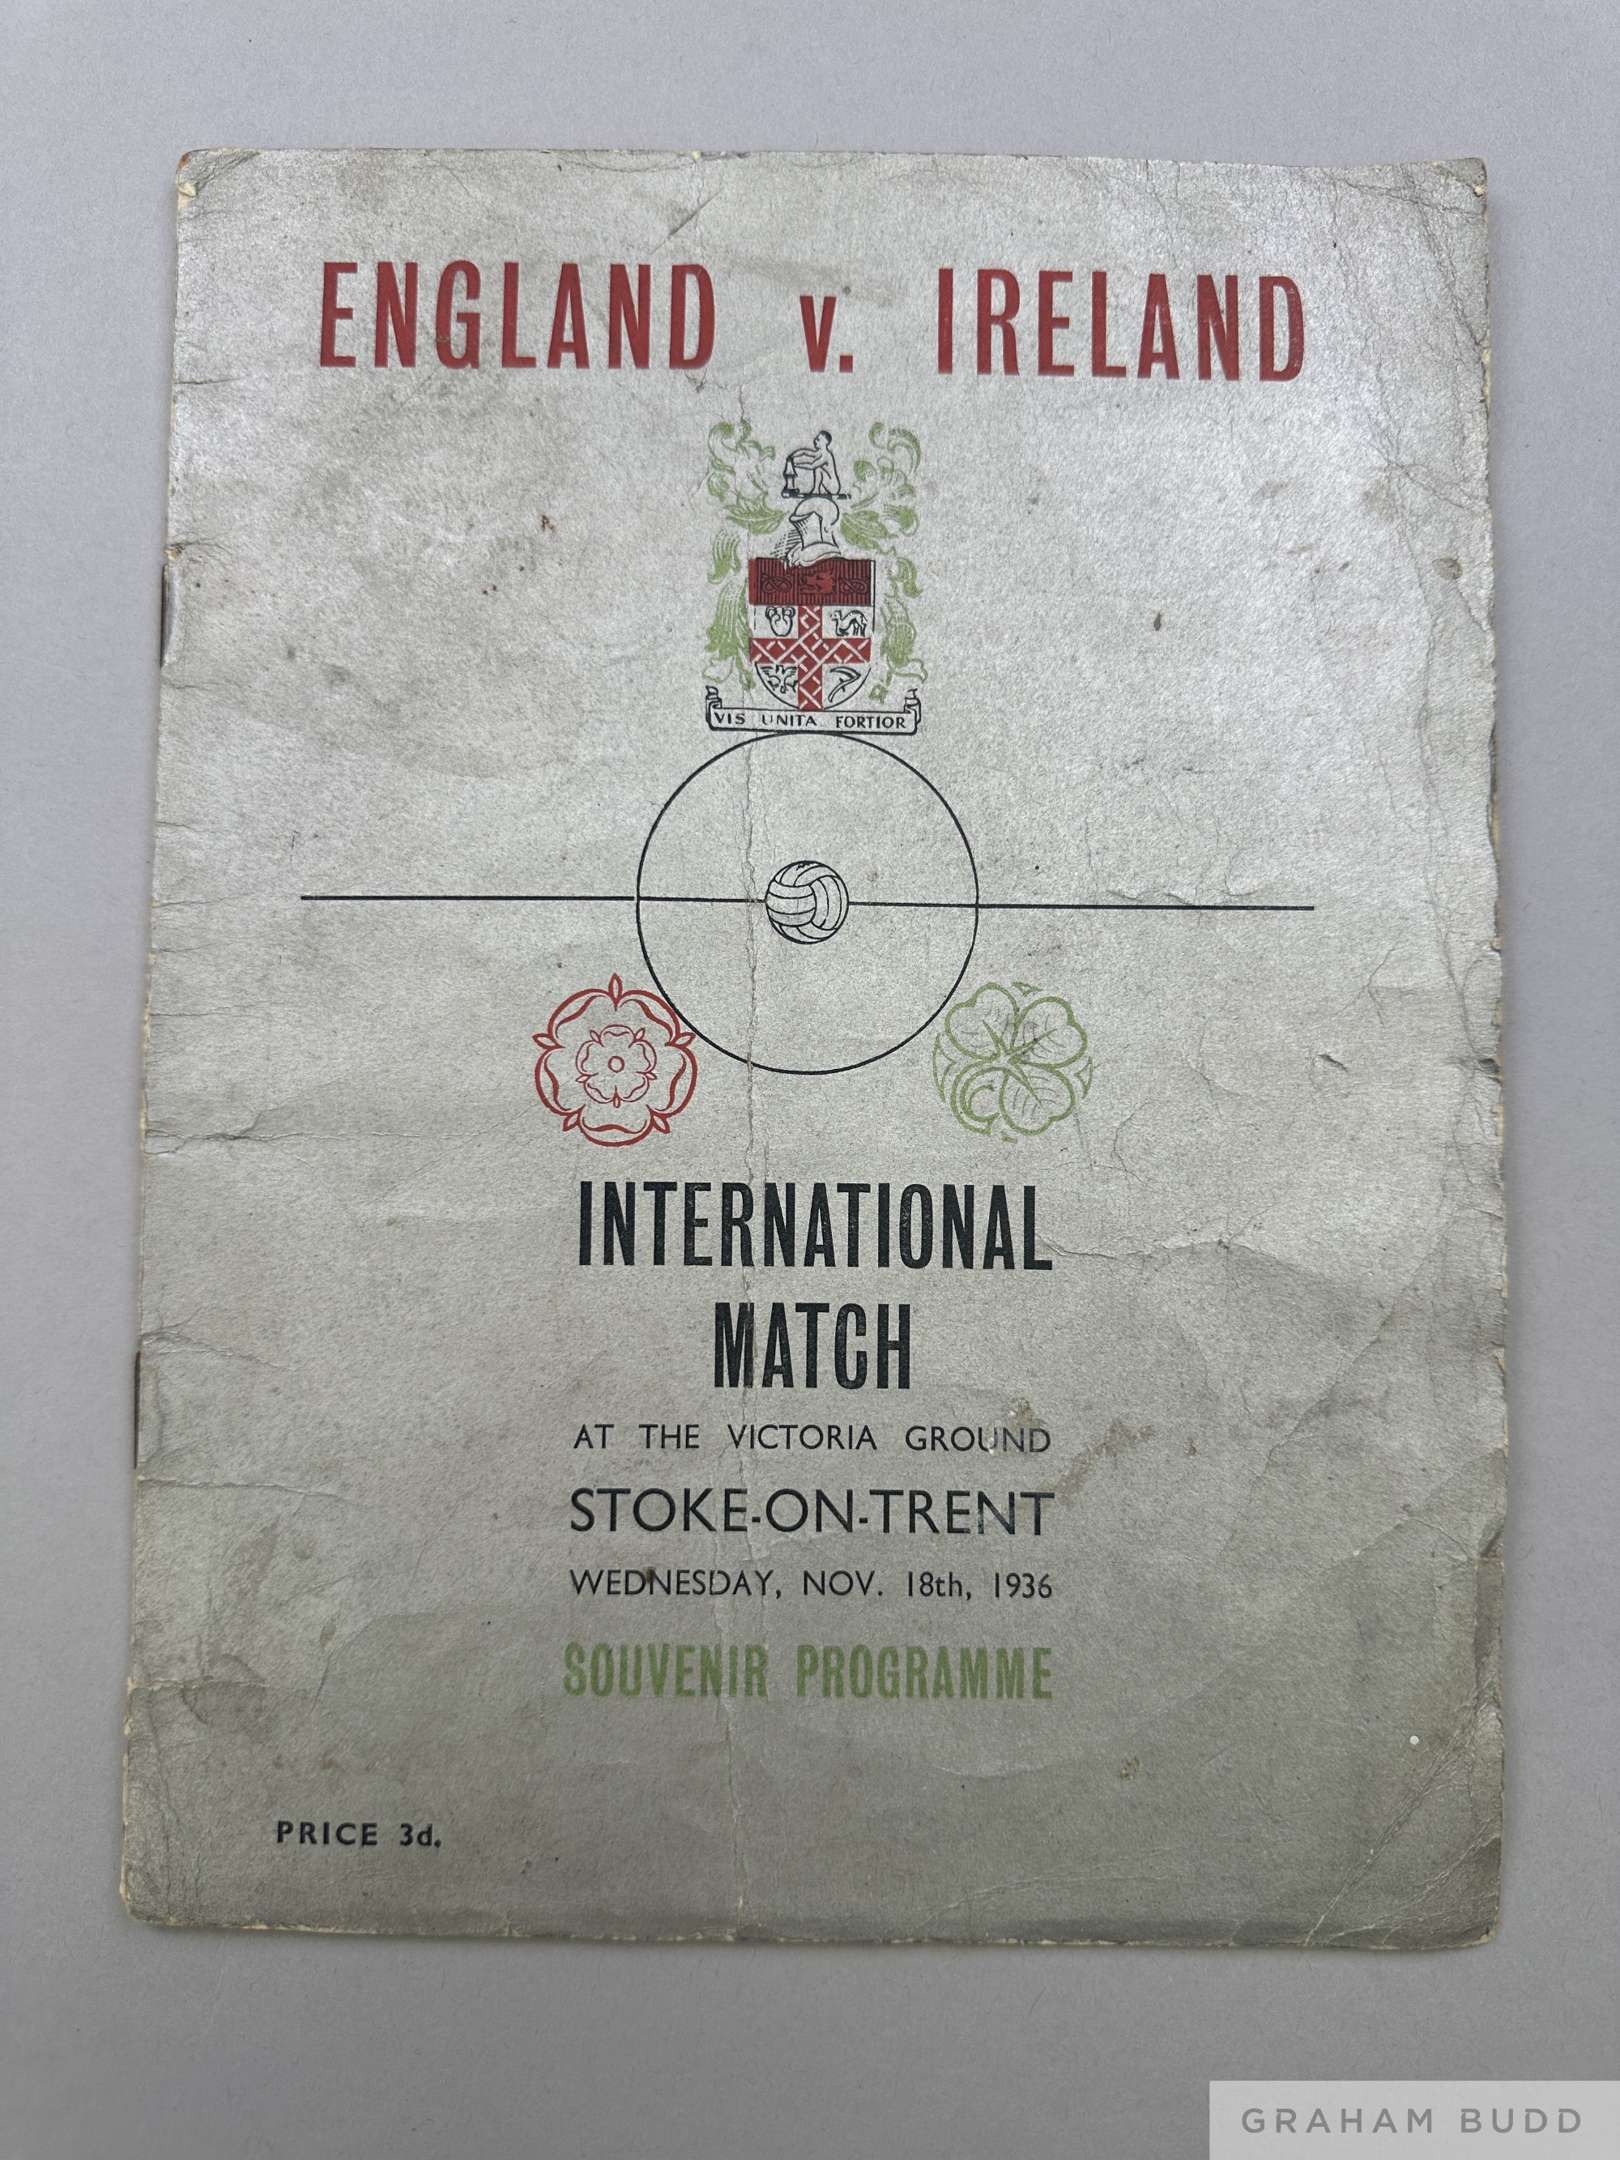 ENGLAND v. IRELAND
VIS UNITA FORTIOR
INTERNATIONAL
MATCH
AT THE VICTORIA GROUND
STOKE-ON-TRENT
WEDNESDAY, NOV. 18th, 1936
SOUVENIR PROGRAMME
PRICE 3d.
GRAHAM BUDD